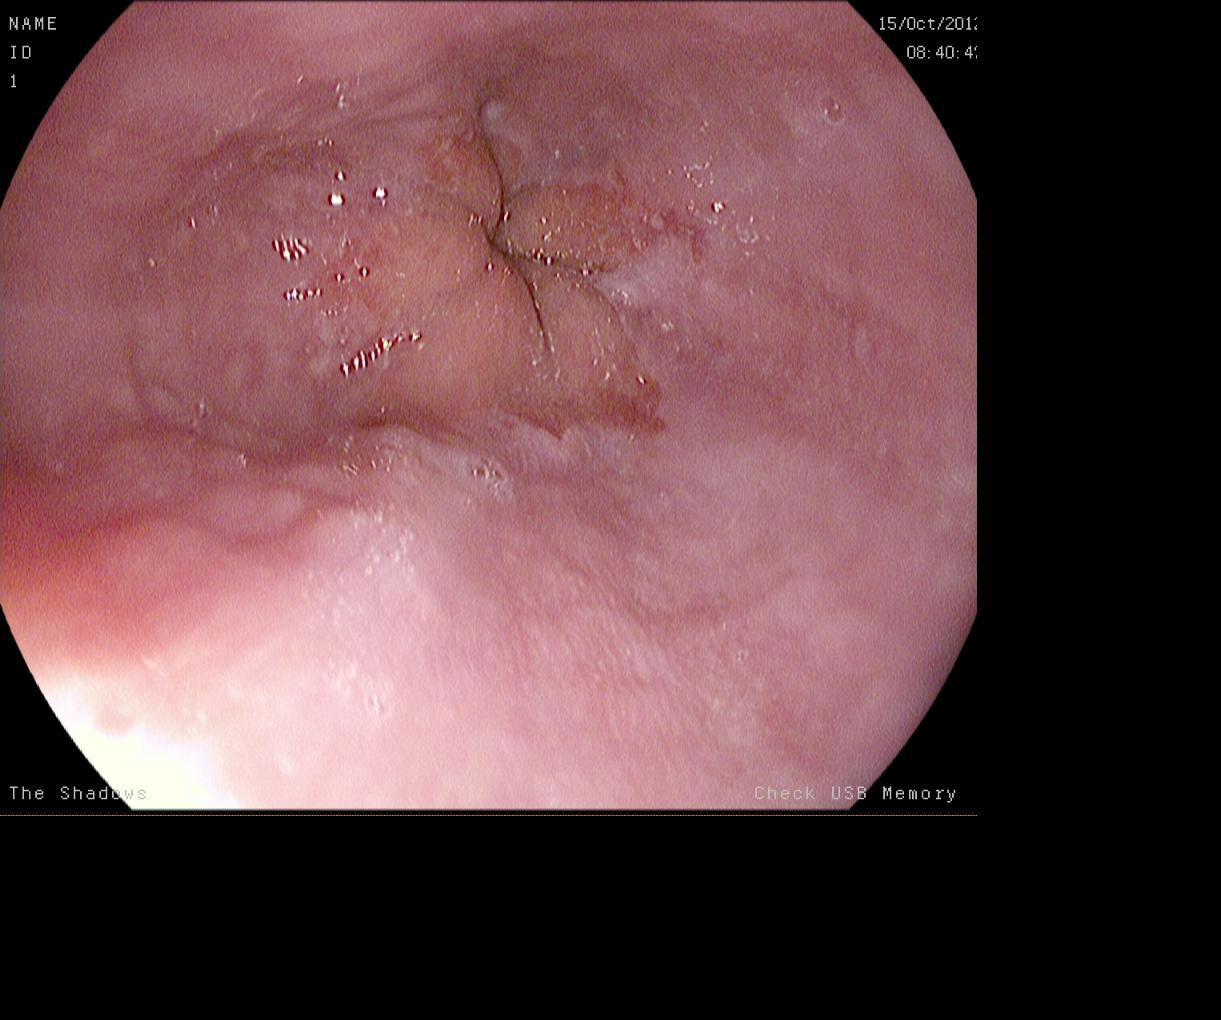 NAME
15/Oct/201
ID
08:40:4
1
The Shadows
Check USB Memory